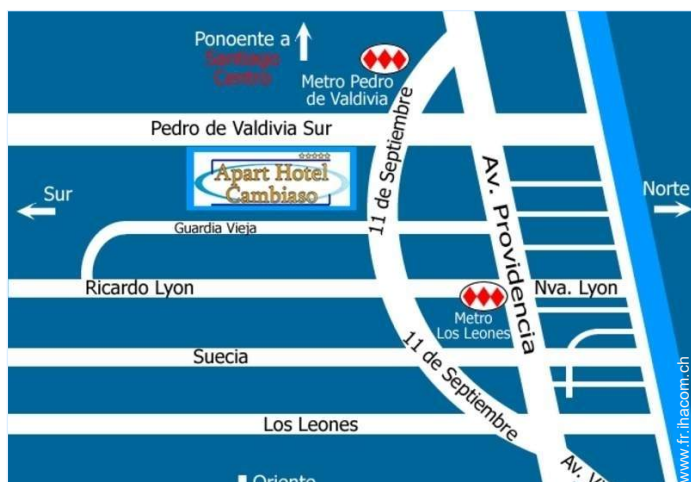 Ponoente a
Santiago
Centro
Metro Pedro
de Valdivia
Pedro de Valdivia Sur
11 de Septiembre
Apart Hotel
Cambiaso
Av. Providencia
Sur
Norte
Guardia Vieja
Ricardo Lyon
Nva. Lyon
Metro
Los Leones
Suecia
11 de Septiembre
Los Leones
Oriente
www.fr.ihacom.ch